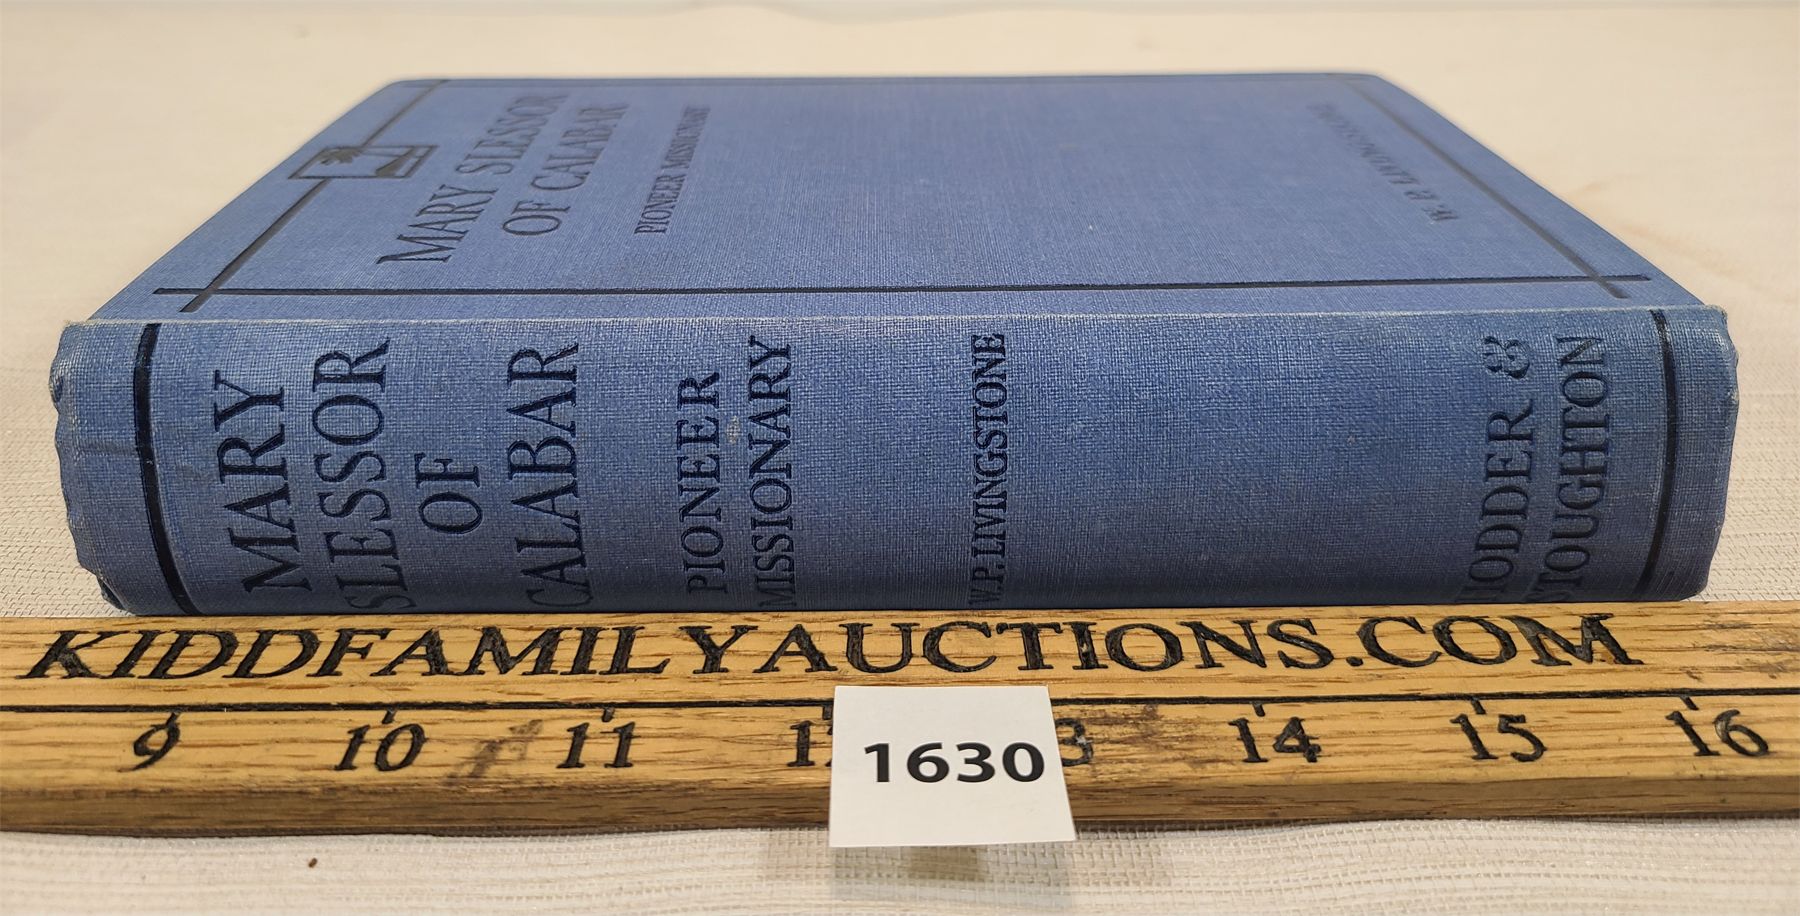 MARY SLESSOR
OF CALABAR
PIONEER MISSIONARY
W. P. LIVINGSTONE
MARY
SLESSOR
OF
CALABAR
PIONEER
MISSIONARY
W.P. LIVINGSTONE
HODDER &
STOUGHTON
KIDDFAMILYAUCTIONS.COM
9 10 11 14 15 16
1630